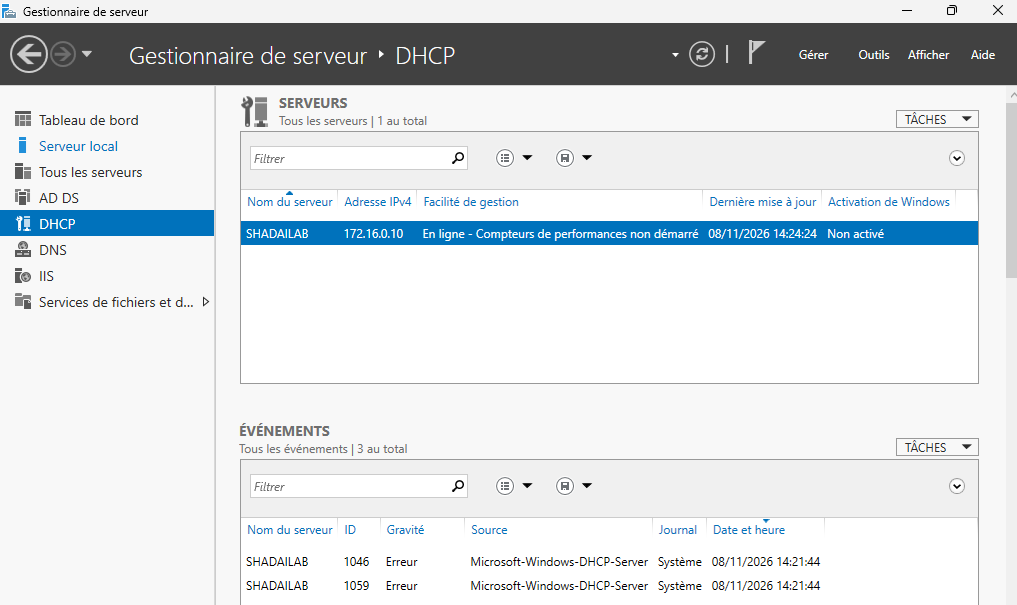 Gestionnaire de serveur
Gestionnaire de serveur ‣ DHCP
Gérer Outils Afficher Aide
Tableau de bord
Serveur local
Tous les serveurs
AD DS
DHCP
DNS
IIS
Services de fichiers et d...
SERVEURS
Tous les serveurs | 1 au total
TÂCHES
Filtrer
Nom du serveur Adresse IPv4 Facilité de gestion Dernière mise à jour Activation de Windows
SHADAILAB 172.16.0.10 En ligne - Compteurs de performances non démarré 08/11/2026 14:24:24 Non activé
ÉVÉNEMENTS
Tous les événements | 3 au total
TÂCHES
Filtrer
Nom du serveur ID Gravité Source Journal Date et heure
SHADAILAB 1046 Erreur Microsoft-Windows-DHCP-Server Système 08/11/2026 14:21:44
SHADAILAB 1059 Erreur Microsoft-Windows-DHCP-Server Système 08/11/2026 14:21:44